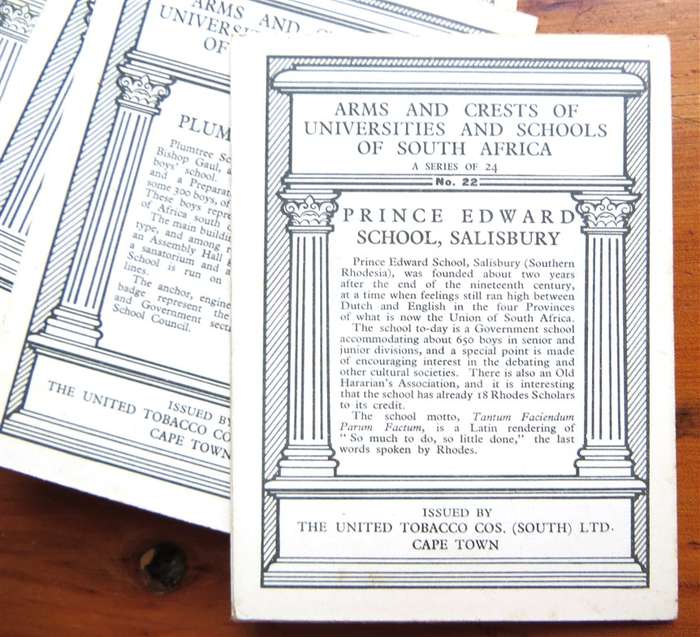 ARMS AND CRESTS OF
UNIVERSITIES AND SCHOOLS
OF SOUTH AFRICA
A SERIES OF 24
No. 22
PRINCE EDWARD
SCHOOL, SALISBURY
Prince Edward School, Salisbury (Southern
Rhodesia), was founded about two years
after the end of the nineteenth century,
at a time when feelings still ran high between
Dutch and English in the four Provinces
of what is now the Union of South Africa.
The school to-day is a Government school
accommodating about 650 boys in senior and
junior divisions, and a special point is made
of encouraging interest in the debating and
other cultural societies. There is also an Old
Hararian's Association, and it is interesting
that the school has already 18 Rhodes Scholars
to its credit.
The school motto, Tantum Faciendum
Parum Factum, is a Latin rendering of
"So much to do, so little done," the last
words spoken by Rhodes.
ISSUED BY
THE UNITED TOBACCO COS. (SOUTH) LTD.
CAPE TOWN
ARMS AND
UNIVERSITIES
OF
PLUM
Plumtree Sc
Bishop Gaul, a
boys' school.
and a Preparat
some 300 boys, of
These boys repre
of Africa south
The main buildi
type, and among
an Assembly Hall
a sanatorium and a
School is run on
lines.
The anchor, engine
badge represent the
and Government sec
School Council.
ISSUED BY
THE UNITED TOBACCO CO
CAPE TOWN